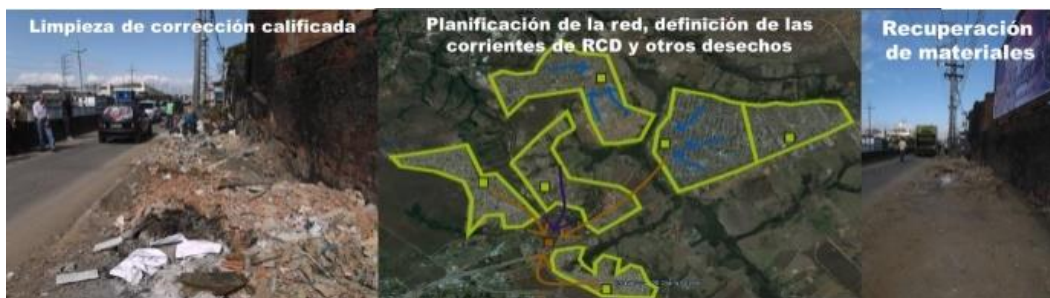 Limpieza de corrección calificada
Planificación de la red, definición de las
corrientes de RCD y otros desechos
Recuperación
de materiales